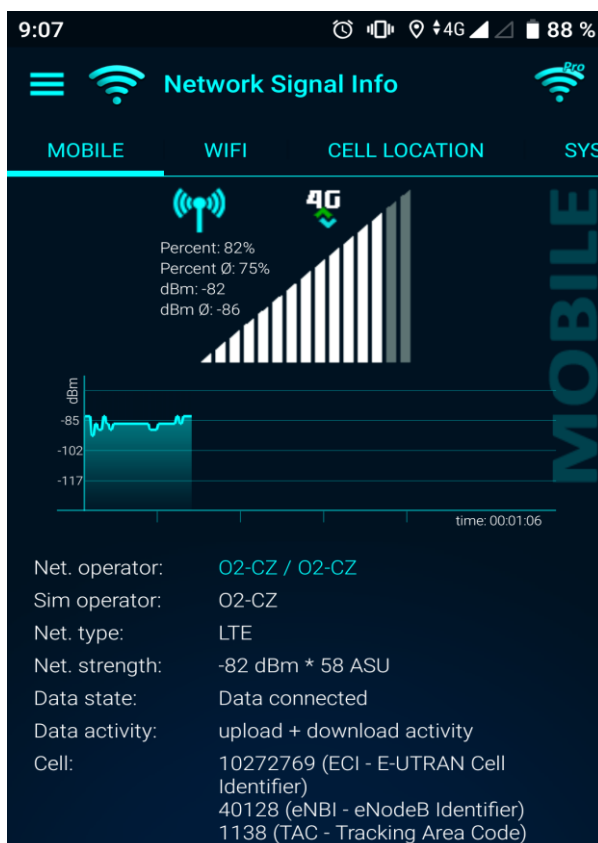 9:07 4G 88 %
Network Signal Info Pro
MOBILE WIFI CELL LOCATION SYS
4G
Percent: 82%
Percent Ø: 75%
dBm: -82
dBm Ø: -86
MOBILE
dBm
-85
-102
-117
time: 00:01:06
Net. operator: O2-CZ / O2-CZ
Sim operator: O2-CZ
Net. type: LTE
Net. strength: -82 dBm * 58 ASU
Data state: Data connected
Data activity: upload + download activity
Cell: 10272769 (ECI - E-UTRAN Cell
Identifier)
40128 (eNBI - eNodeB Identifier)
1138 (TAC - Tracking Area Code)